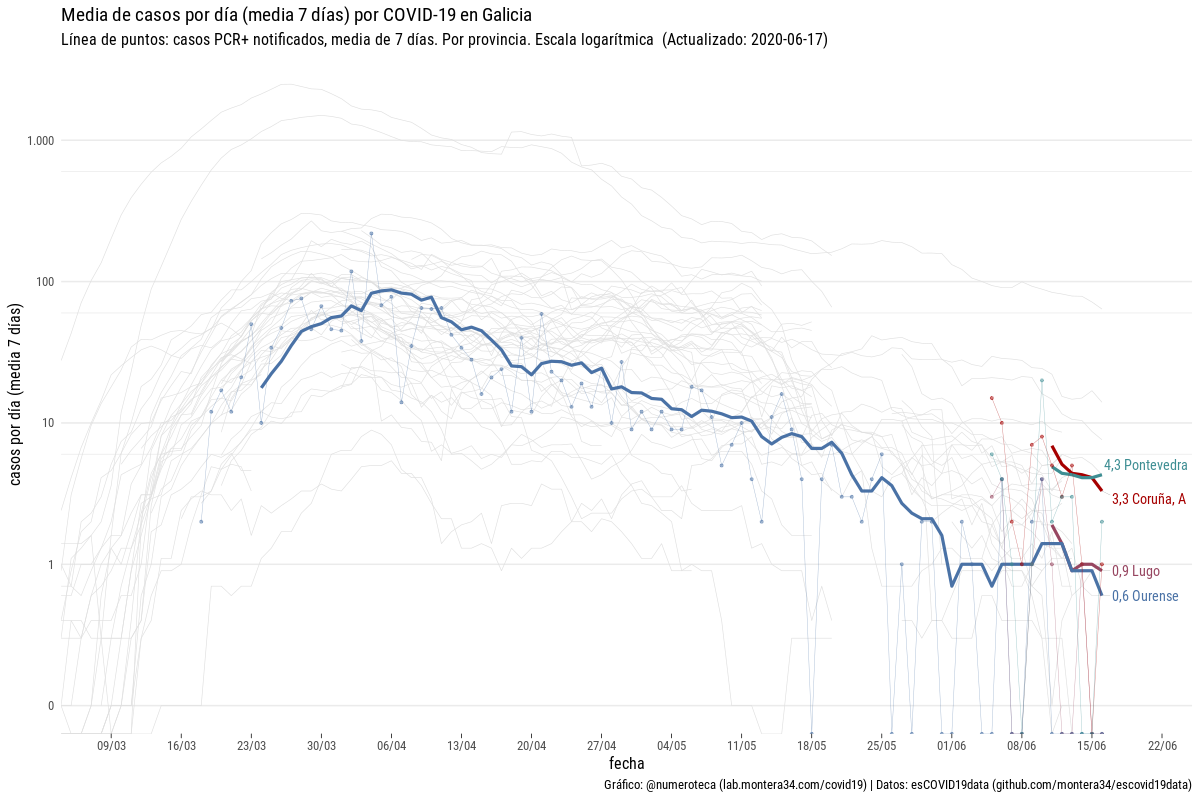 Media de casos por día (media 7 días) por COVID-19 en Galicia
Línea de puntos: casos PCR+ notificados, media de 7 días. Por provincia. Escala logarítmica (Actualizado: 2020-06-17)
casos por día (media 7 días)
1.000
100
10
1
0
4,3 Pontevedra
3,3 Coruña, A
0,9 Lugo
0,6 Ourense
09/03 16/03 23/03 30/03 06/04 13/04 20/04 27/04 04/05 11/05 18/05 25/05 01/06 08/06 15/06 22/06
fecha
Gráfico: @numeroteca (lab.montera34.com/covid19) | Datos: esCOVID19data (github.com/montera34/escovid19data)